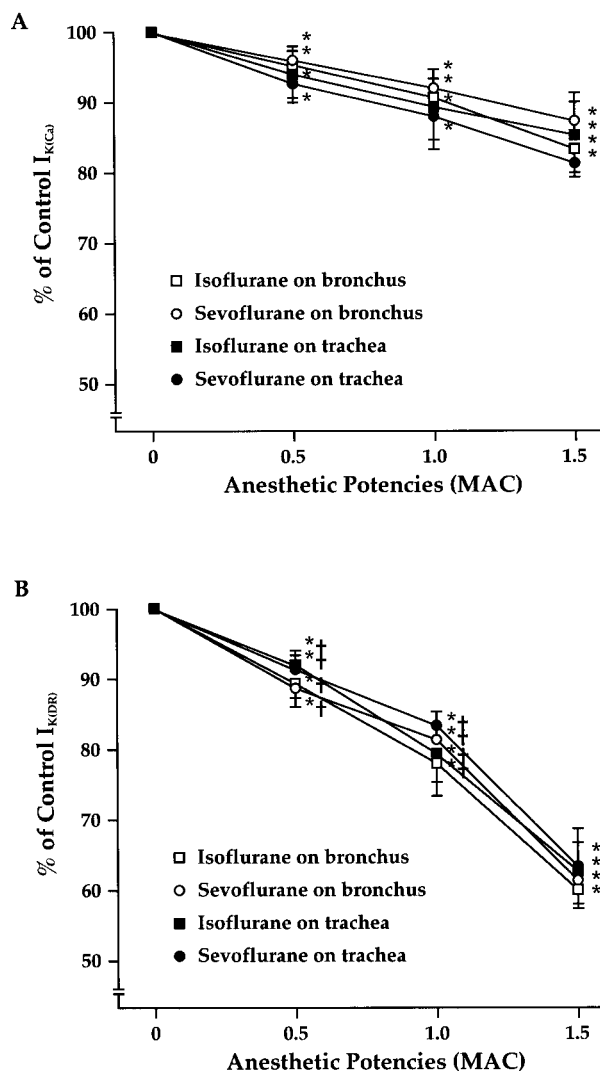 A
% of Control I K(Ca)
100
90
80
70
60
50
* * * *
* * * *
* * * *
□ Isoflurane on bronchus
○ Sevoflurane on bronchus
■ Isoflurane on trachea
● Sevoflurane on trachea
0 0.5 1.0 1.5
Anesthetic Potencies (MAC)
B
% of Control I K(DR)
100
90
80
70
60
50
*‡ *‡ *‡ *†
*‡ *‡ *‡ *‡
* * * *
□ Isoflurane on bronchus
○ Sevoflurane on bronchus
■ Isoflurane on trachea
● Sevoflurane on trachea
0 0.5 1.0 1.5
Anesthetic Potencies (MAC)